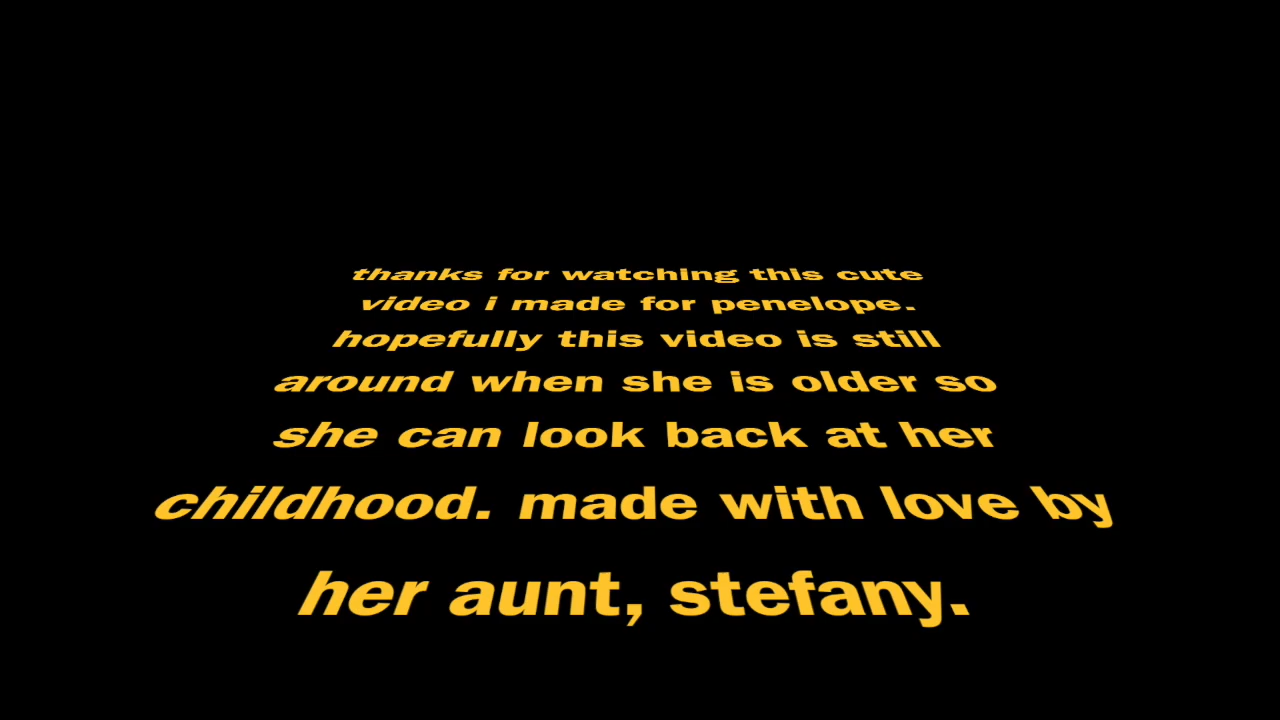 thanks for watching this cute
video i made for penelope.
hopefully this video is still
around when she is older so
she can look back at her
childhood. made with love by
her aunt, stefany.